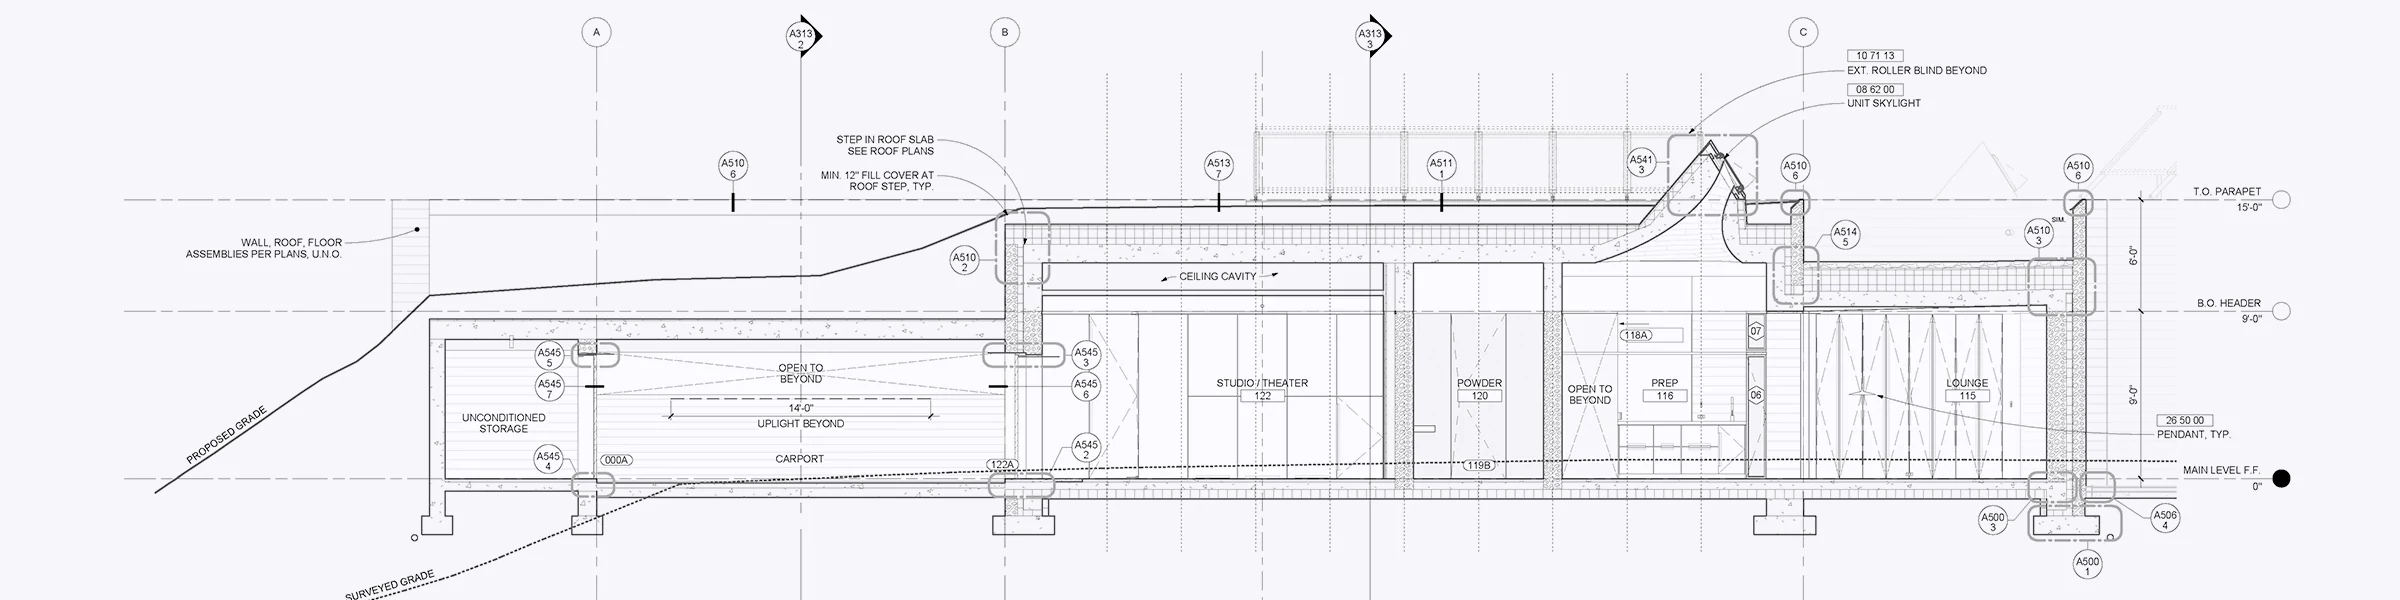 A
A313
2
B
A313
3
C
10 71 13
EXT. ROLLER BLIND BEYOND
08 62 00
UNIT SKYLIGHT
STEP IN ROOF SLAB
SEE ROOF PLANS
MIN. 12" FILL COVER AT
ROOF STEP, TYP.
A510
6
A513
7
A511
1
A541
3
A510
6
A510
6
T.O. PARAPET
15'-0"
WALL, ROOF, FLOOR
ASSEMBLIES PER PLANS, U.N.O.
A510
2
CEILING CAVITY
A514
5
SIM.
A510
3
6'-0"
B.O. HEADER
9'-0"
A545
5
A545
7
OPEN TO
BEYOND
A545
3
A545
6
118A
07
06
STUDIO / THEATER
122
POWDER
120
OPEN TO
BEYOND
PREP
116
LOUNGE
115
9'-0"
14'-0"
UPLIGHT BEYOND
UNCONDITIONED
STORAGE
PROPOSED GRADE
26 50 00
PENDANT, TYP.
A545
4
000A
CARPORT
122A
A545
2
119B
MAIN LEVEL F.F.
0"
A500
3
A506
4
A500
1
SURVEYED GRADE